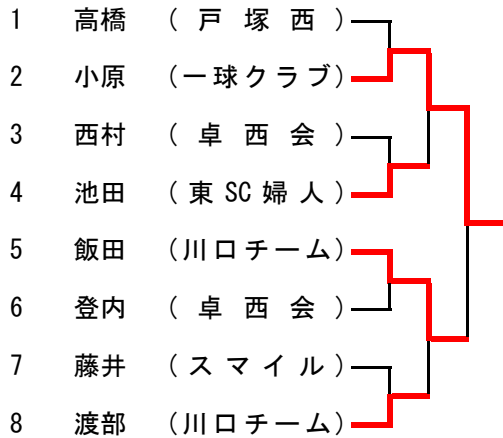 1 高橋 (戸塚西)
2 小原 (一球クラブ)
3 西村 (卓西会)
4 池田 (東SC婦人)
5 飯田 (川口チーム)
6 登内 (卓西会)
7 藤井 (スマイル)
8 渡部 (川口チーム)